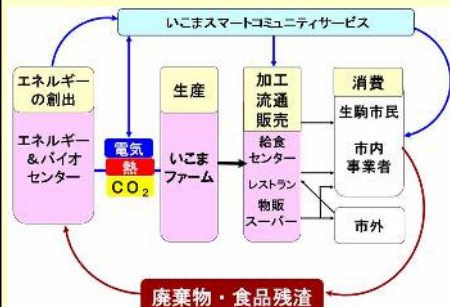 いこまスマートコミュニティサービス
エネルギー
の創出
エネルギー
&バイオ
センター
電気
熱
CO₂
生産
いこま
ファーム
加工
流通
販売
給食
センター
レストラン
物販
スーパー
消費
生駒市民
市内
事業者
市外
廃棄物・食品残渣